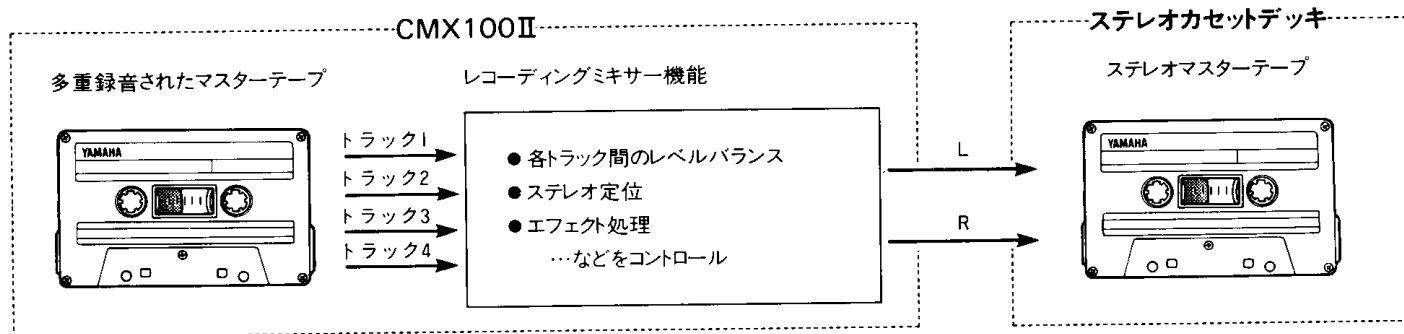 CMX100Ⅱ
多重録音されたマスターテープ
YAMAHA
トラック1
トラック2
トラック3
トラック4
レコーディングミキサー機能
●各トラック間のレベルバランス
●ステレオ定位
●エフェクト処理
…などをコントロール
L
R
ステレオカセットデッキ
ステレオマスターテープ
YAMAHA